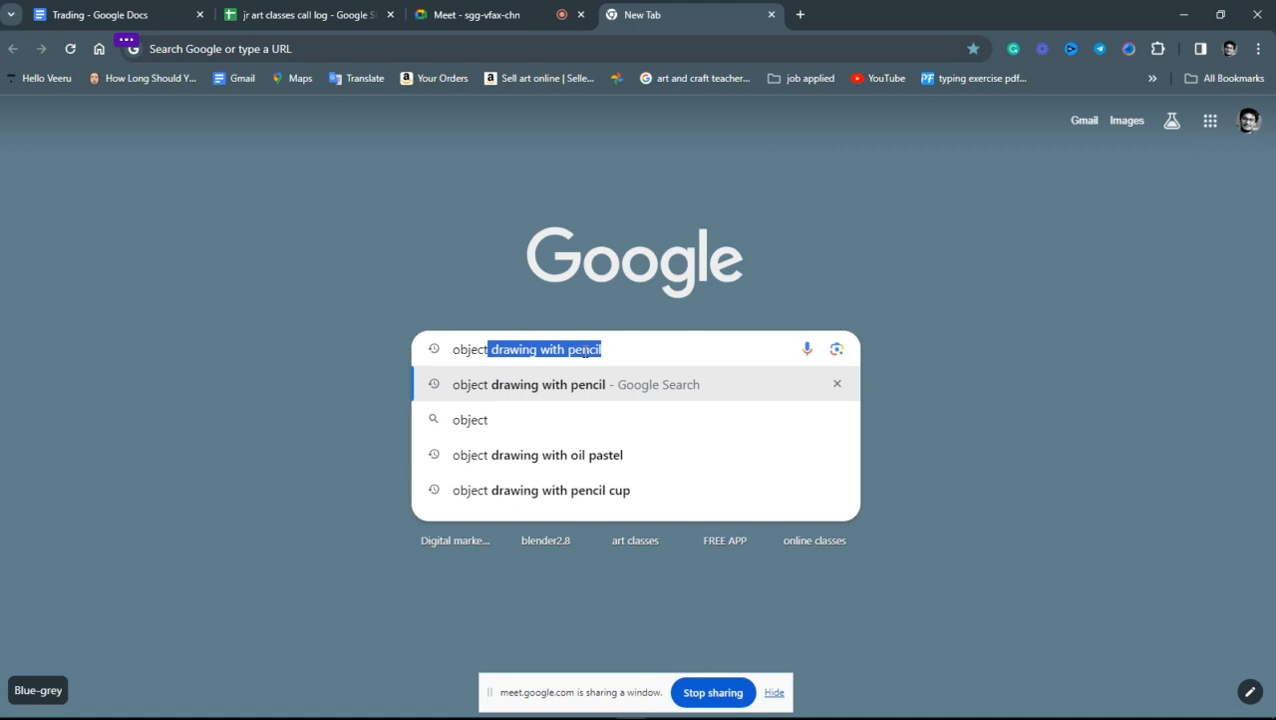 Trading - Google Docs
jr art classes call log - Google S
Meet - sgg-vfax-chn
New Tab
Search Google or type a URL
Hello Veeru
How Long Should Y...
Gmail
Maps
Translate
Your Orders
Sell art online | Selle...
art and craft teacher...
job applied
YouTube
typing exercise pdf...
All Bookmarks
Gmail
Images
Google
object drawing with pencil
object drawing with pencil - Google Search
object
object drawing with oil pastel
object drawing with pencil cup
Digital marke...
blender2.8
art classes
FREE APP
online classes
Blue-grey
meet.google.com is sharing a window.
Stop sharing
Hide